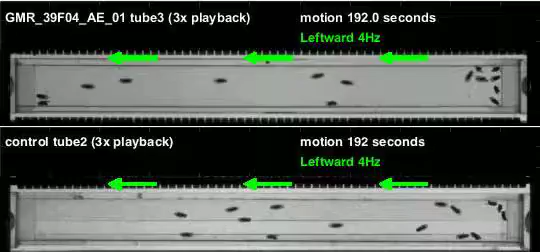 GMR_39F04_AE_01 tube3 (3x playback)
motion 192.0 seconds
Leftward 4Hz
control tube2 (3x playback)
motion 192 seconds
Leftward 4Hz